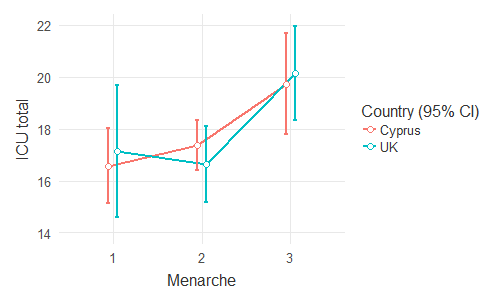 22
20
18
16
14
ICU total
1 2 3
Menarche
Country (95% CI)
Cyprus
UK